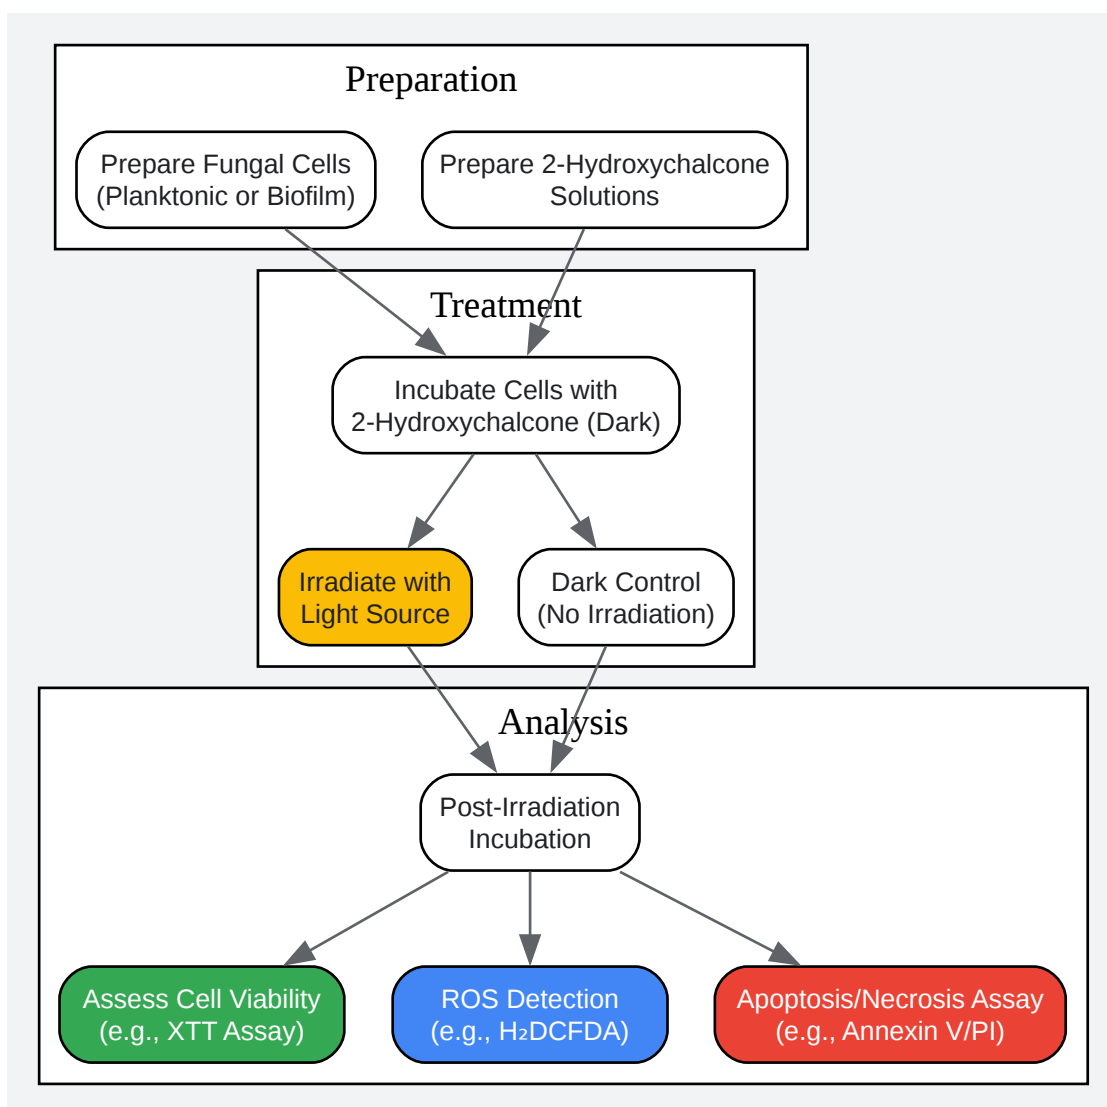 Preparation
Prepare Fungal Cells
(Planktonic or Biofilm)
Prepare 2-Hydroxychalcone
Solutions
Treatment
Incubate Cells with
2-Hydroxychalcone (Dark)
Irradiate with
Light Source
Dark Control
(No Irradiation)
Analysis
Post-Irradiation
Incubation
Assess Cell Viability
(e.g., XTT Assay)
ROS Detection
(e.g., H₂DCFDA)
Apoptosis/Necrosis Assay
(e.g., Annexin V/PI)